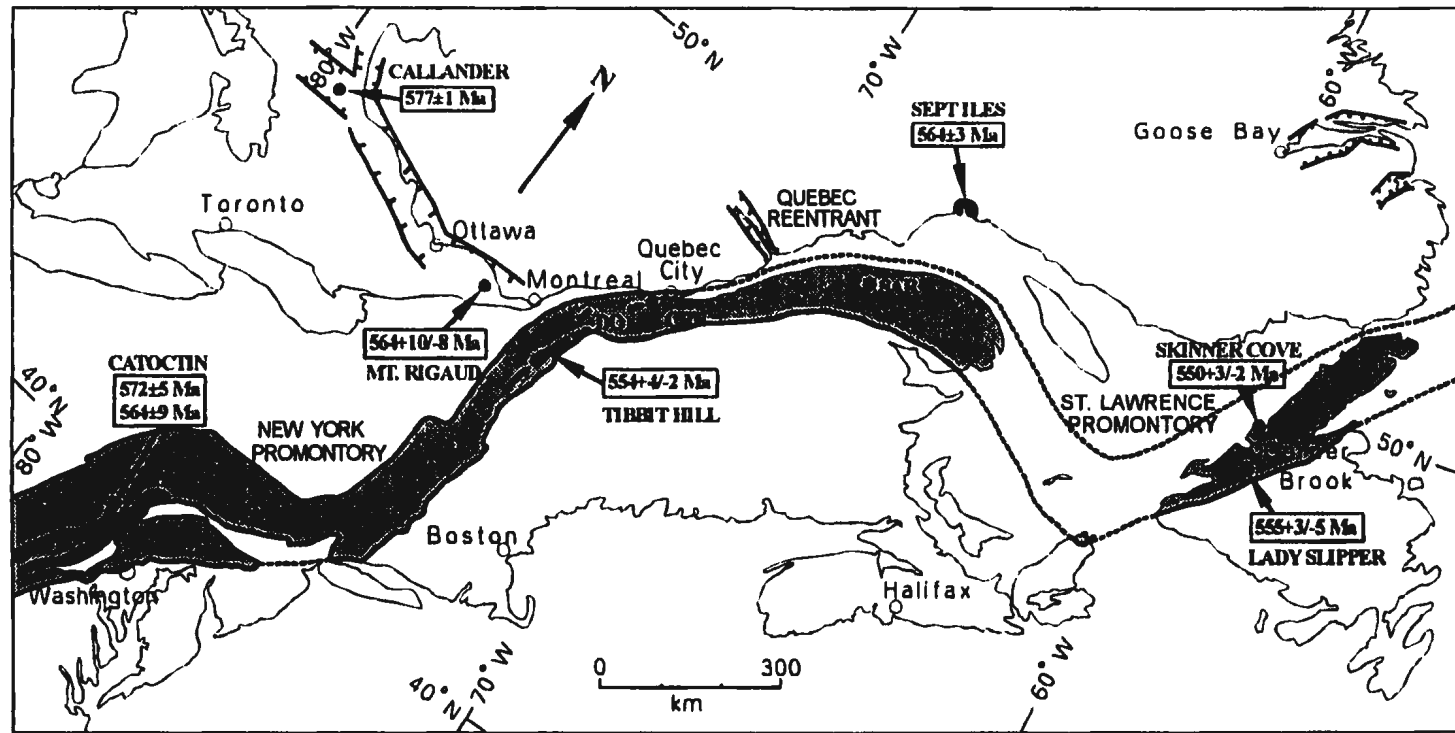 80° W
50° N
70° W
60° W
CALLANDER
577±1 Ma
N
SEPT ILES
564±3 Ma
Goose Bay
Toronto
Ottawa
QUEBEC
REENTRANT
Quebec
City
Montreal
564+10/-8 Ma
MT. RIGAUD
CATOCTIN
572±5 Ma
564±9 Ma
554+4/-2 Ma
TIBBIT HILL
SKINNER COVE
550+3/-2 Ma
40° N
80° W
NEW YORK
PROMONTORY
ST. LAWRENCE
PROMONTORY
50° N
Brook
555+3/-5 Ma
LADY SLIPPER
Boston
Washington
Halifax
40° N
70° W
0 300
km
60° W